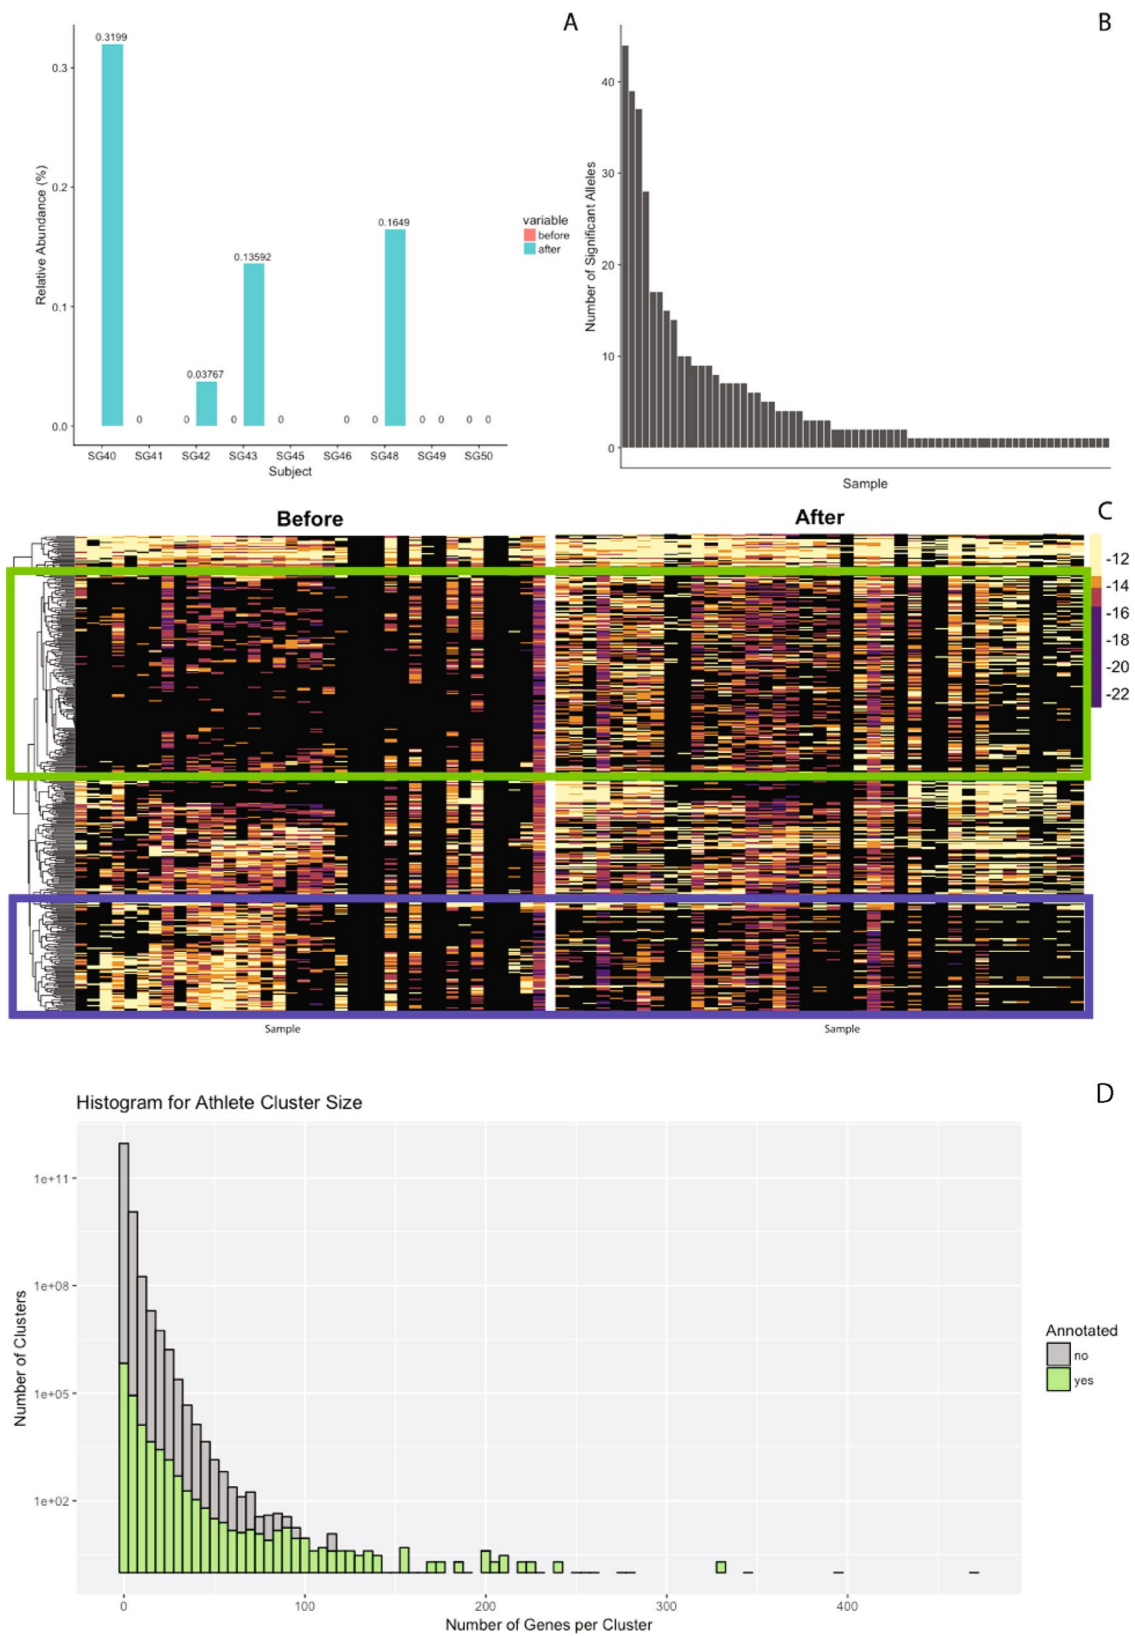 A
0.3199
0.3
0.2
0.1
0.0
Relative Abundance (%)
0.1649
0.13592
0.03767
0
0
0
0
0
0
0
0
0
SG40
SG41
SG42
SG43
SG45
SG46
SG48
SG49
SG50
Subject
variable
before
after
B
40
30
20
10
0
Number of Significant Alleles
Sample
C
Before
After
-12
-14
-16
-18
-20
-22
Sample
Sample
D
Histogram for Athlete Cluster Size
1e+11
1e+08
1e+05
1e+02
Number of Clusters
0
100
200
300
400
Number of Genes per Cluster
Annotated
no
yes